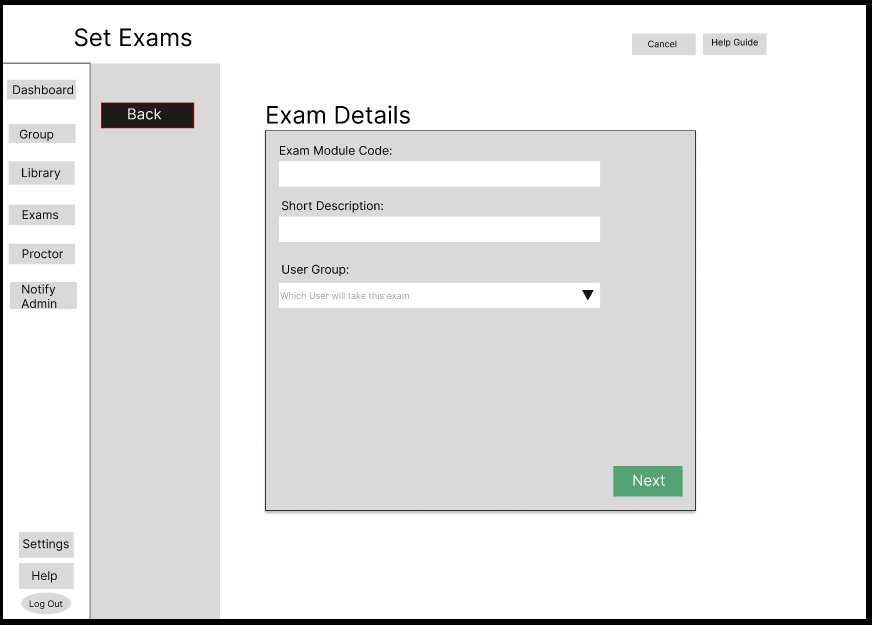 Set Exams
Cancel
Help Guide
Dashboard
Group
Library
Exams
Proctor
Notify
Admin
Settings
Help
Log Out
Back
Exam Details
Exam Module Code:
Short Description:
User Group:
Which User will take this exam
Next